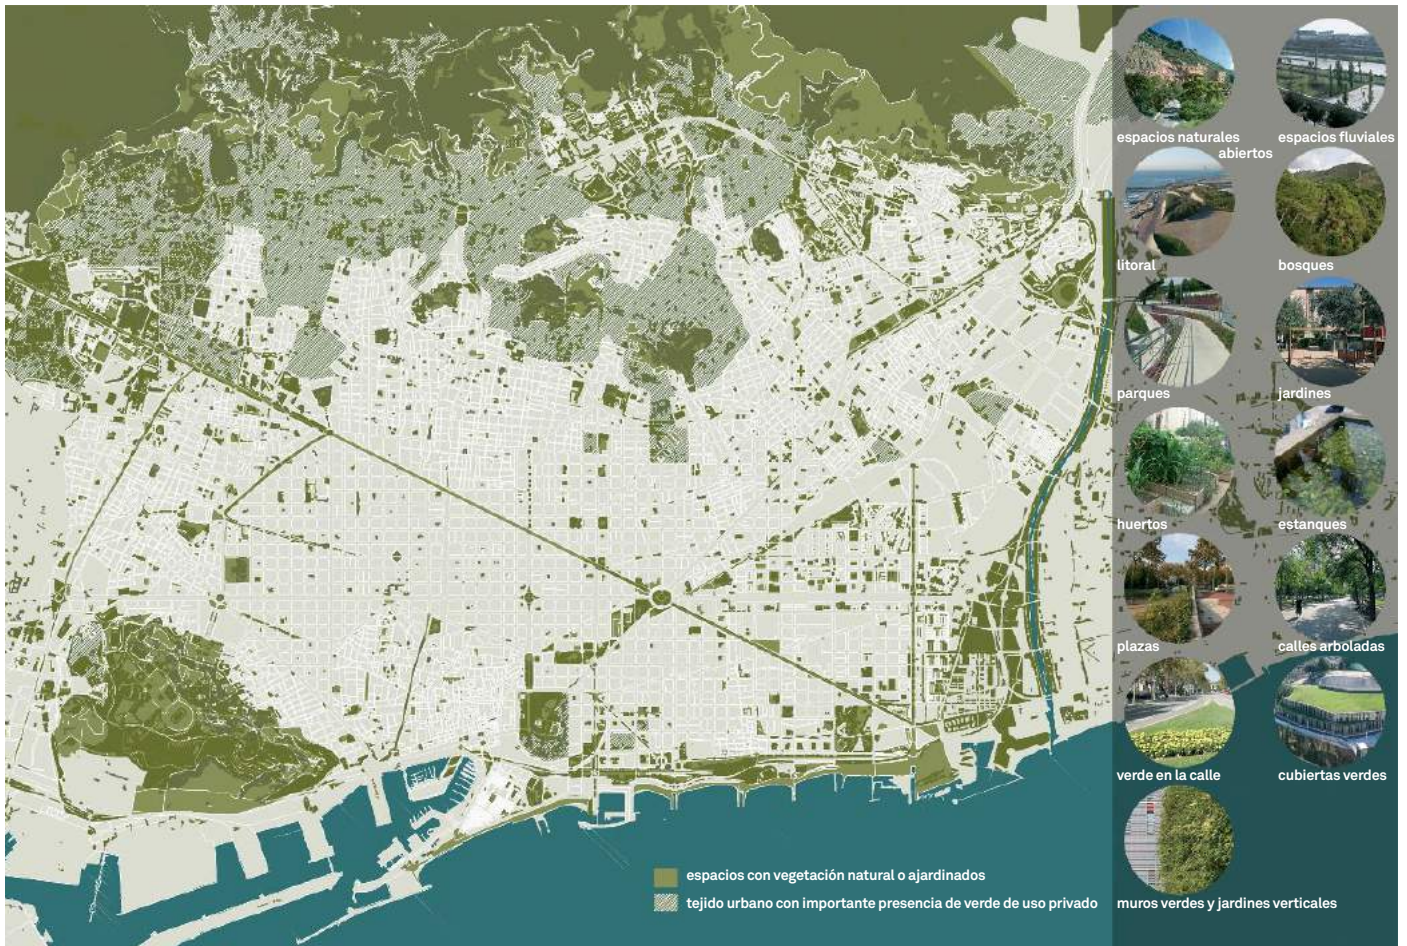 espacios naturales
abiertos
espacios fluviales
litoral
bosques
parques
jardines
huertos
estanques
plazas
calles arboladas
verde en la calle
cubiertas verdes
muros verdes y jardines verticales
espacios con vegetación natural o ajardinados
tejido urbano con importante presencia de verde de uso privado